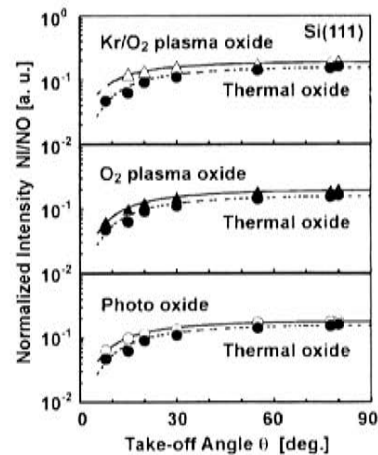 Normalized Intensity NI/NO [a. u.]
10⁰
Kr/O₂ plasma oxide
Si(111)
10⁻¹
Thermal oxide
10⁻²
O₂ plasma oxide
10⁻¹
Thermal oxide
10⁻²
Photo oxide
10⁻¹
Thermal oxide
10⁻²
0 30 60 90
Take-off Angle θ [deg.]